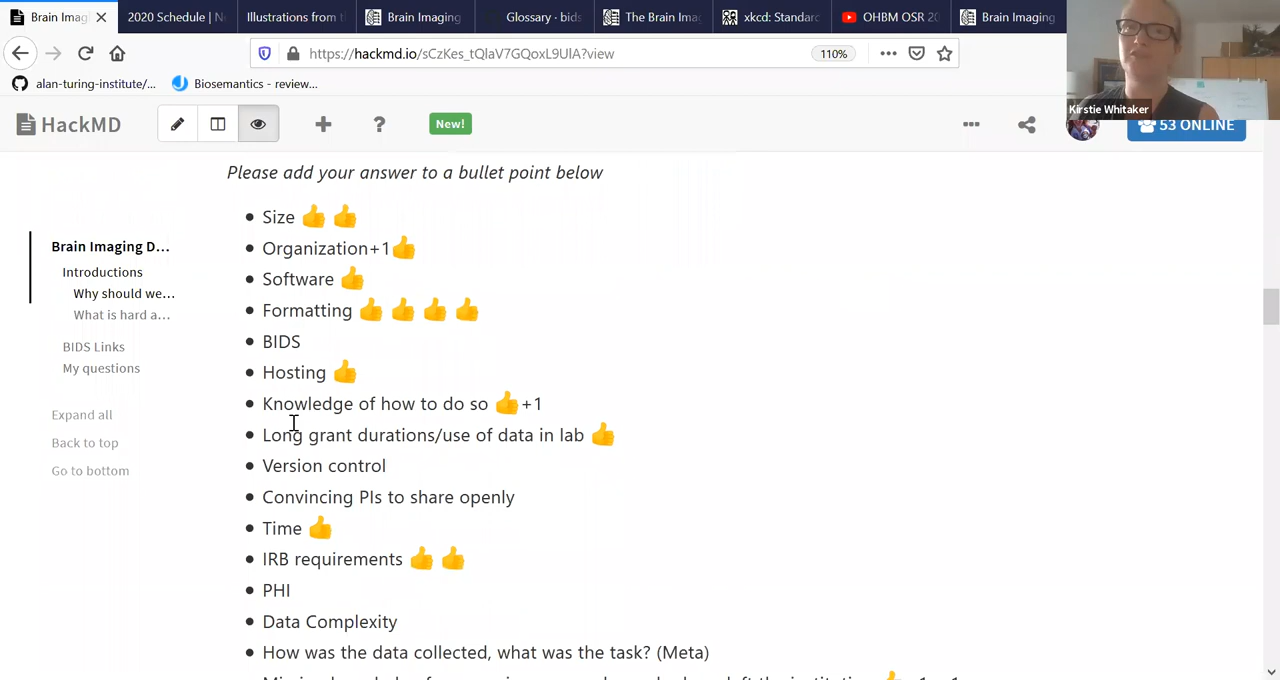 Brain Imag
2020 Schedule | N
Illustrations from t
Brain Imaging
Glossary · bids
The Brain Ima
xkcd: Standar
OHBM OSR 20
Brain Imaging
https://hackmd.io/sCzKes_tQlaV7GQoxL9UlA?view
110%
alan-turing-institute/...
Biosemantics - review...
Kirstie Whitaker
HackMD
New!
53 ONLINE
Please add your answer to a bullet point below
Brain Imaging D...
Introductions
Why should we...
What is hard a...
BIDS Links
My questions
Expall all
Back to top
Go to bottom
Size 👍 👍
Organization+1👍
Software 👍
Formatting 👍 👍 👍 👍
BIDS
Hosting 👍
Knowledge of how to do so 👍+1
Long grant durations/use of data in lab 👍
Version control
Convincing PIs to share openly
Time 👍
IRB requirements 👍 👍
PHI
Data Complexity
How was the data collected, what was the task? (Meta)